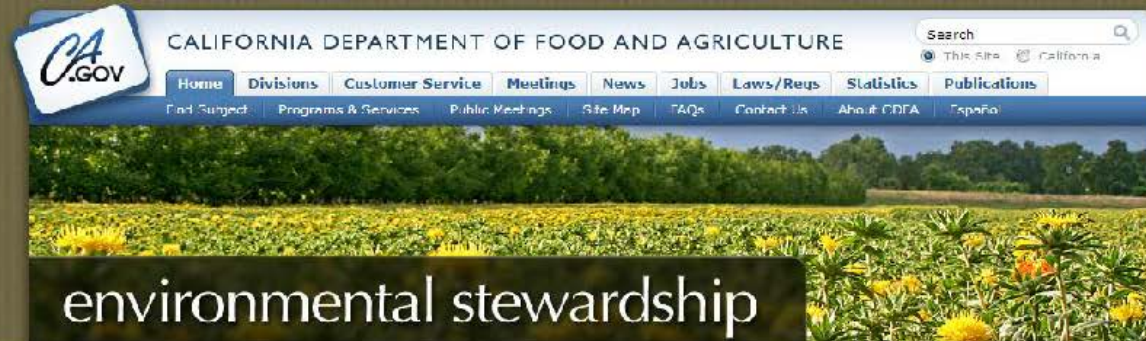 CA
.GOV
CALIFORNIA DEPARTMENT OF FOOD AND AGRICULTURE
Search
This Site California
Home Divisions Customer Service Meetings News Jobs Laws/Regs Statistics Publications
Find Subject Programs & Services Public Meetings Site Map FAQs Contact Us About CDFA Español
environmental stewardship